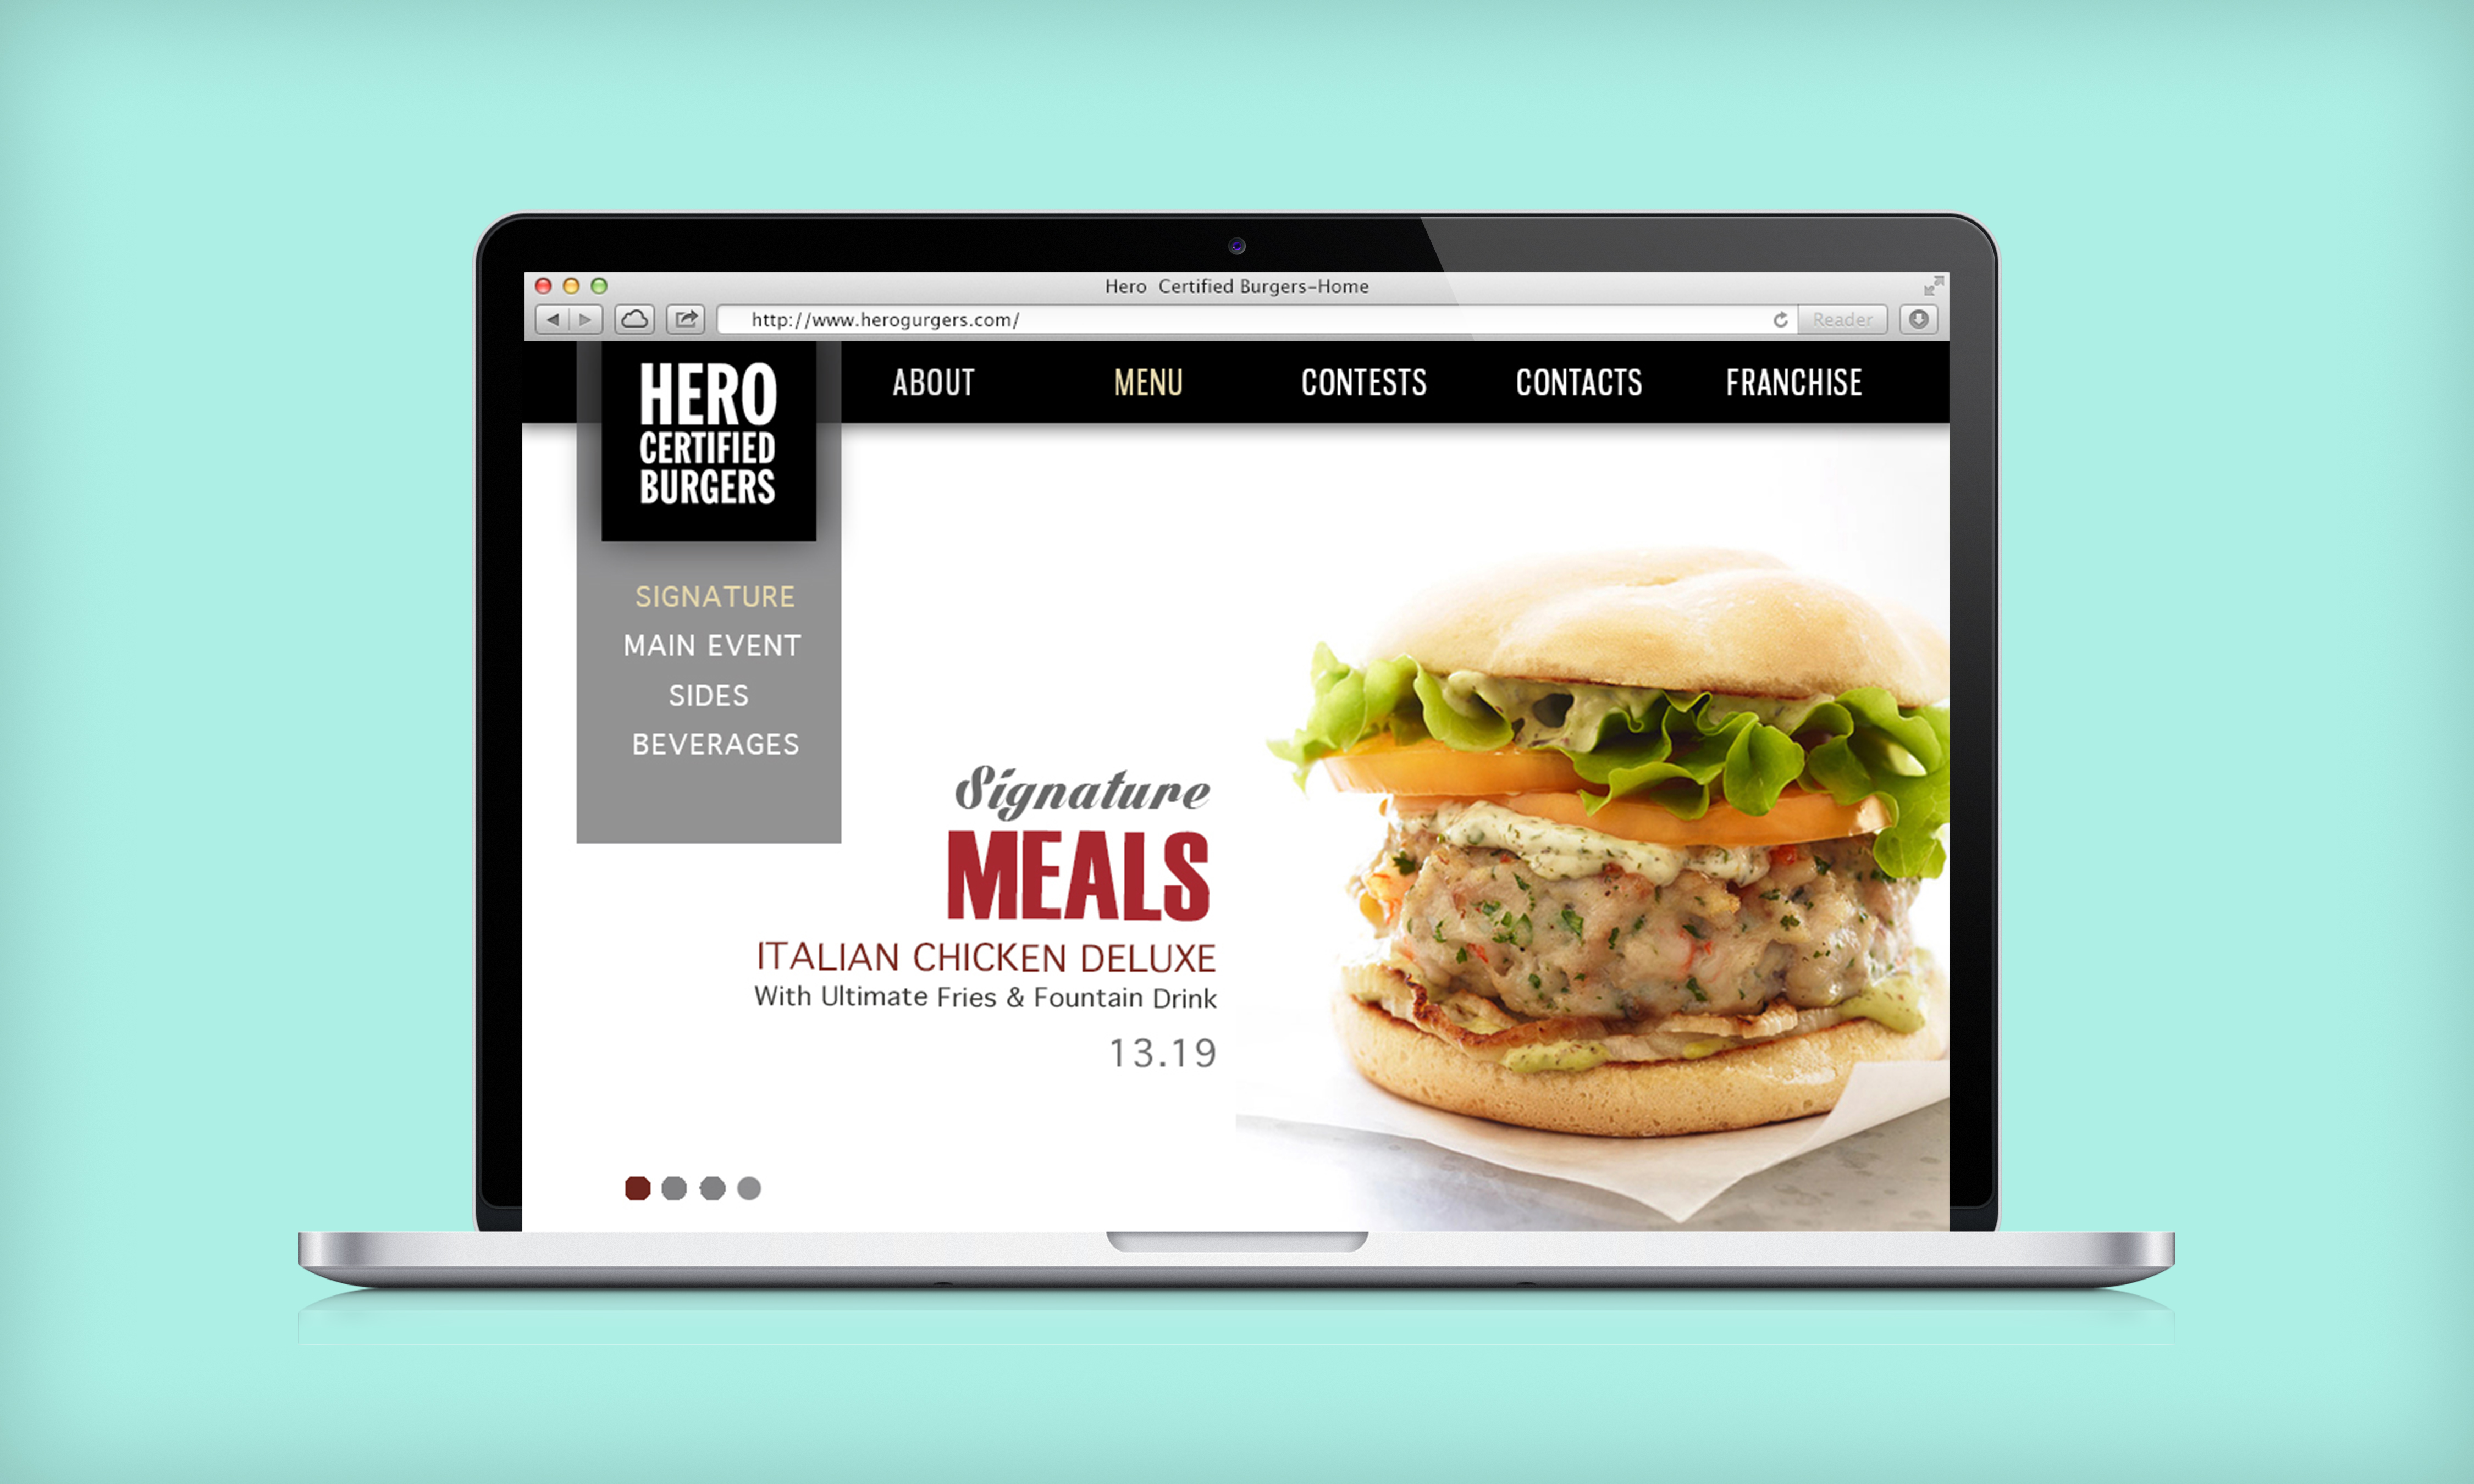 Hero Certified Burgers-Home
http://www.herogurgers.com/
Reader
HERO
CERTIFIED
BURGERS
ABOUT
MENU
CONTESTS
CONTACTS
FRANCHISE
SIGNATURE
MAIN EVENT
SIDES
BEVERAGES
Signature
MEALS
ITALIAN CHICKEN DELUXE
With Ultimate Fries & Fountain Drink
13.19